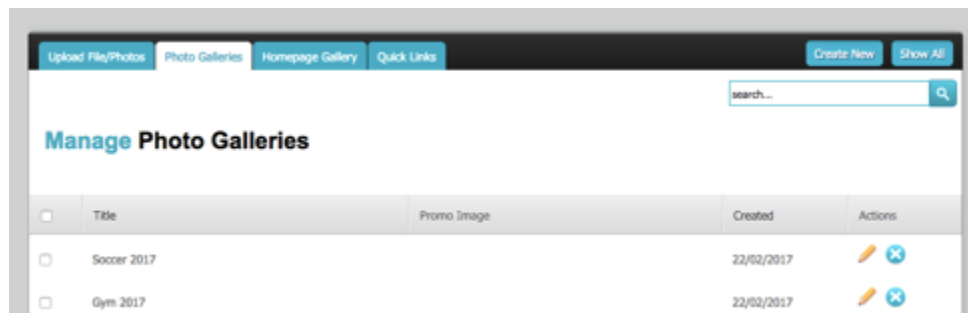 Upload File/Photos Photo Galleries Homepage Gallery Quick Links Create New Show All
search...
Manage Photo Galleries
Title Promo Image Created Actions
Soccer 2017 22/02/2017
Gym 2017 22/02/2017